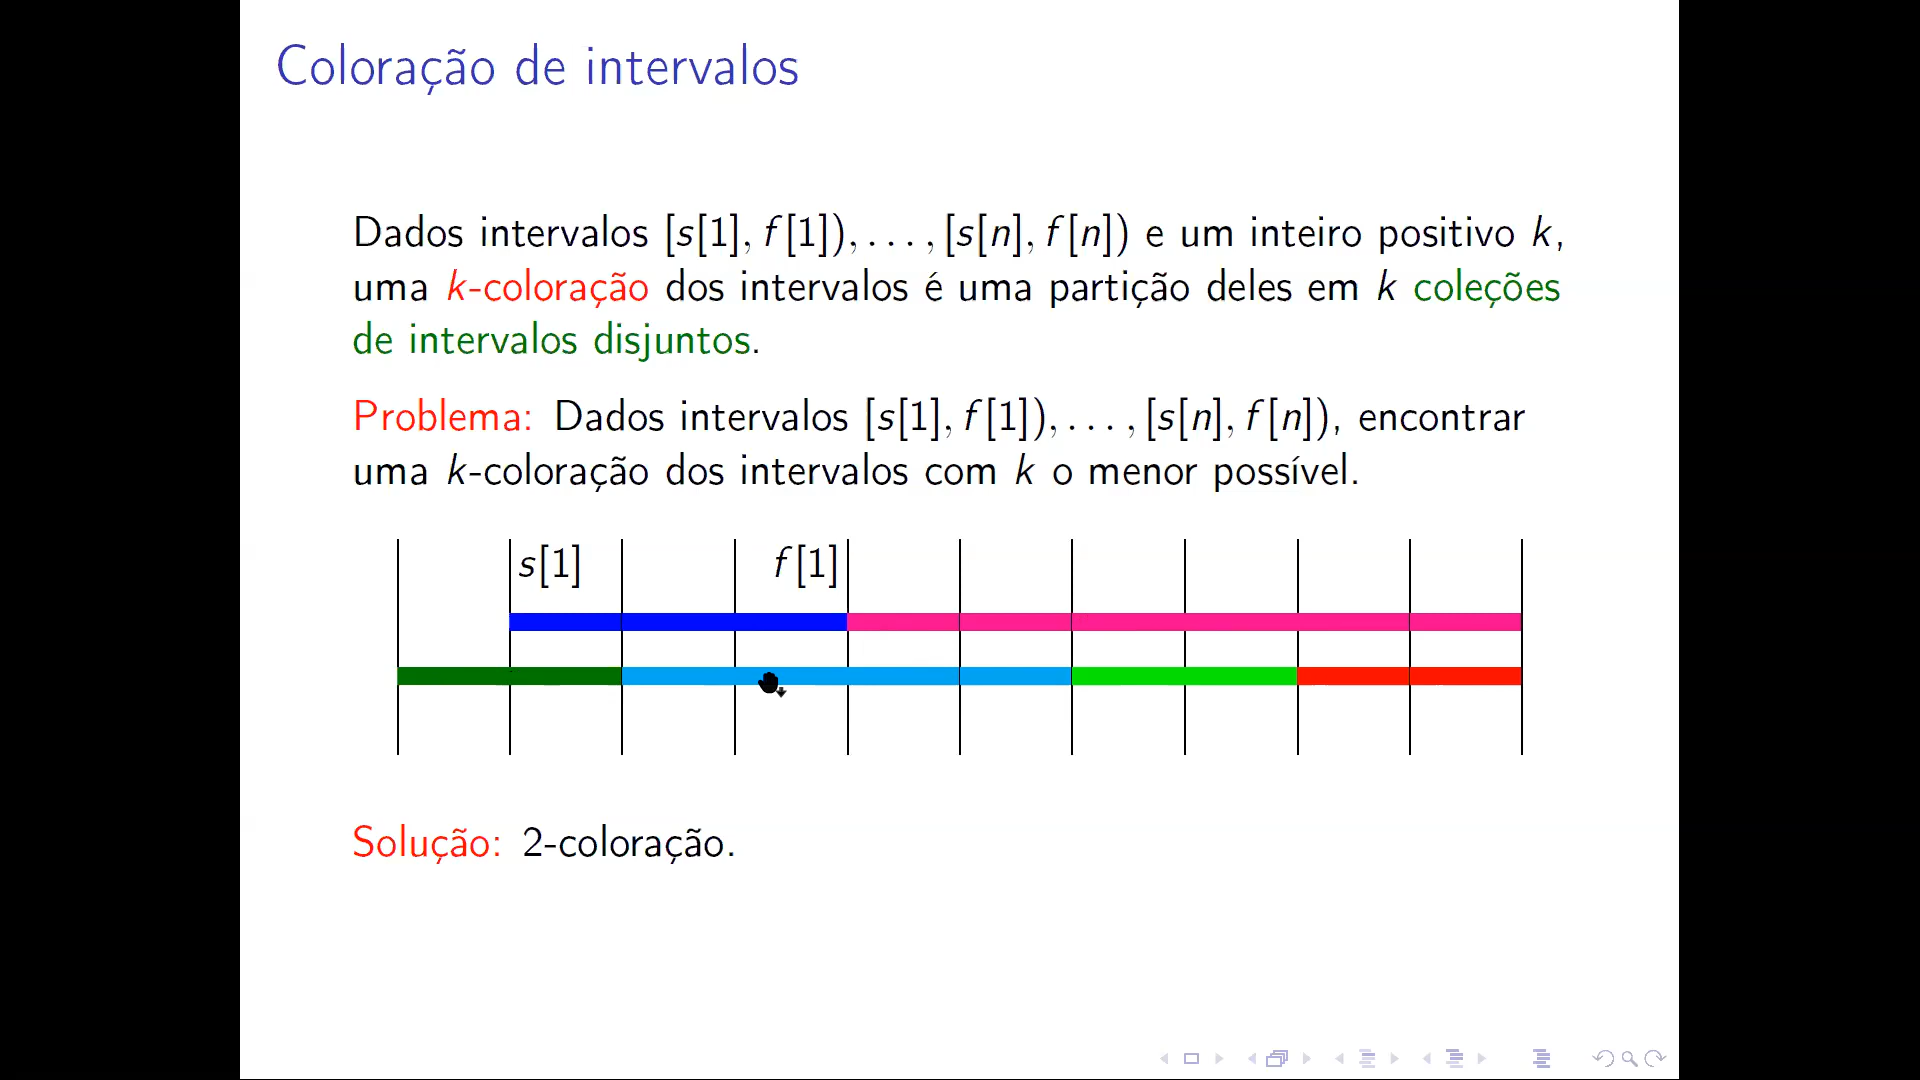 Coloração de intervalos
Dados intervalos [s[1], f[1]), . . . , [s[n], f[n]) e um inteiro positivo k,
uma k-coloração dos intervalos é uma partição deles em k coleções
de intervalos disjuntos.
Problema: Dados intervalos [s[1], f[1]), . . . , [s[n], f[n]), encontrar
uma k-coloração dos intervalos com k o menor possível.
s[1] f[1]
Solução: 2-coloração.